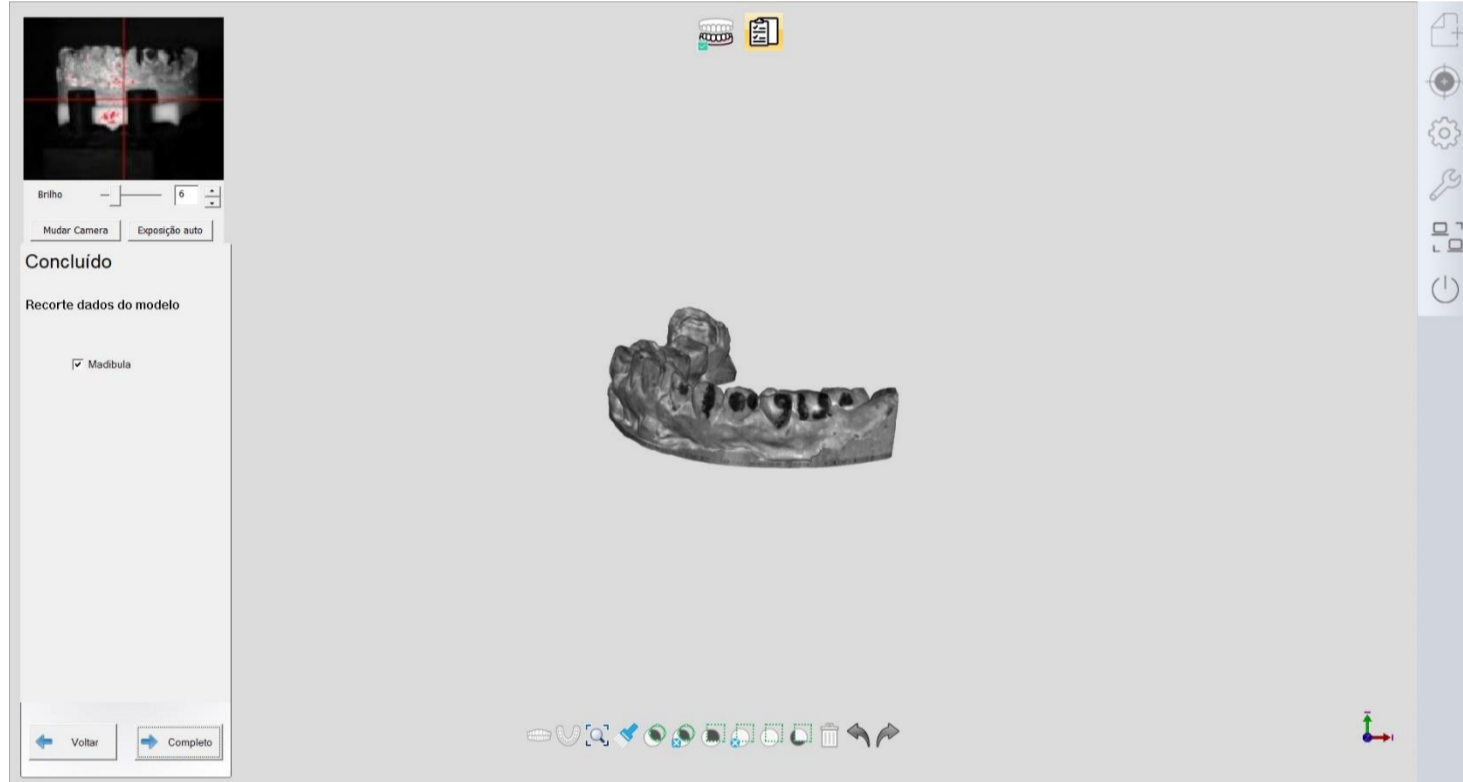 Brilho
6
Mudar Camera
Exposição auto
Concluído
Recorte dados do modelo
Madibula
Voltar
Completo